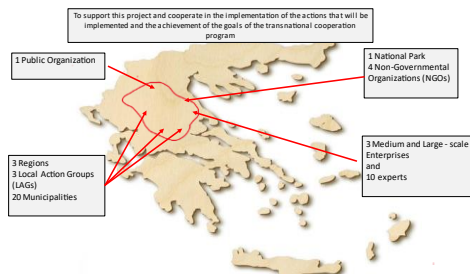 To support this project and cooperate in the implementation of the actions that will be
implemented and the achievement of the goals of the transnational cooperation
program
1 Public Organization
1 National Park
4 Non-Governmental
Organizations (NGOs)
3 Regions
3 Local Action Groups
(LAGs)
20 Municipalities
3 Medium and Large - scale
Enterprises
and
10 experts